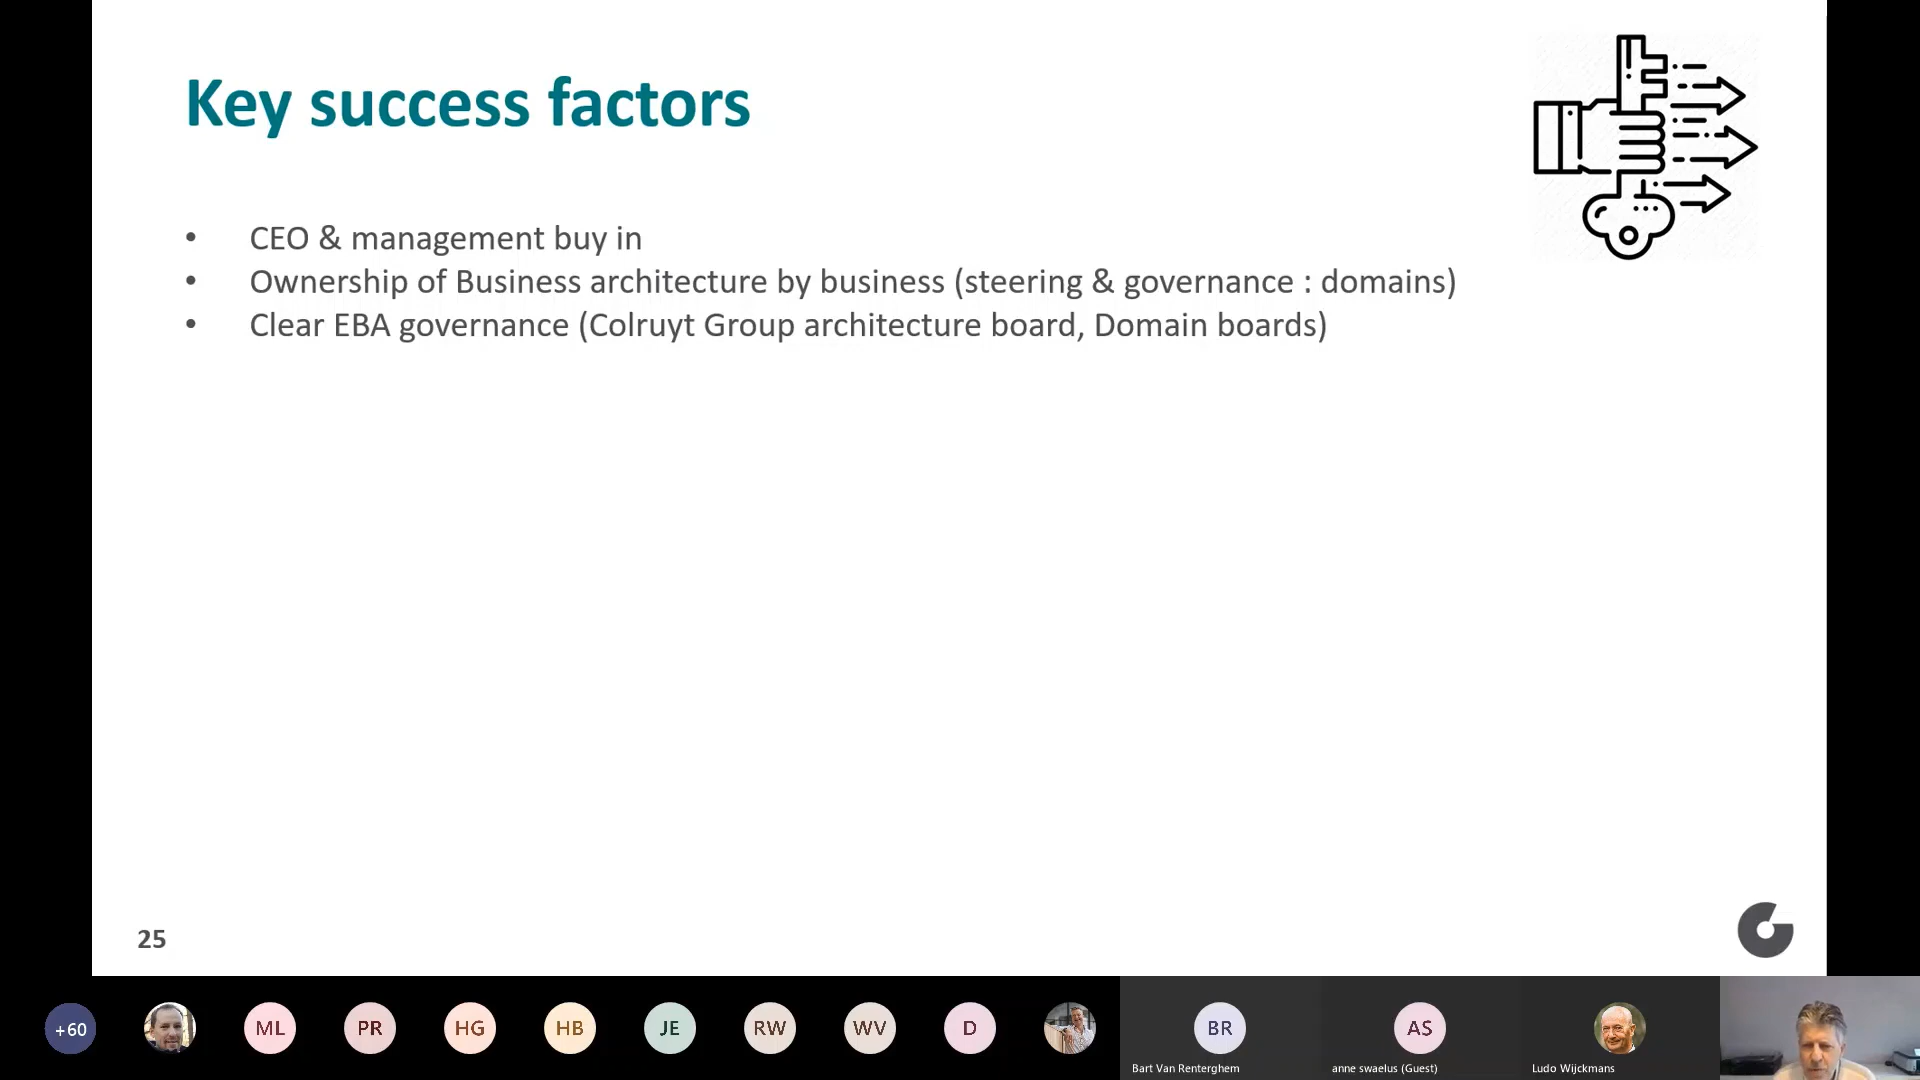 Key success factors
• CEO & management buy in
• Ownership of Business architecture by business (steering & governance : domains)
• Clear EBA governance (Colruyt Group architecture board, Domain boards)
25
+60
ML
PR
HG
HB
JE
RW
WV
D
BR
AS
Bart Van Renterghem
anne swaelus (Guest)
Ludo Wijckmans